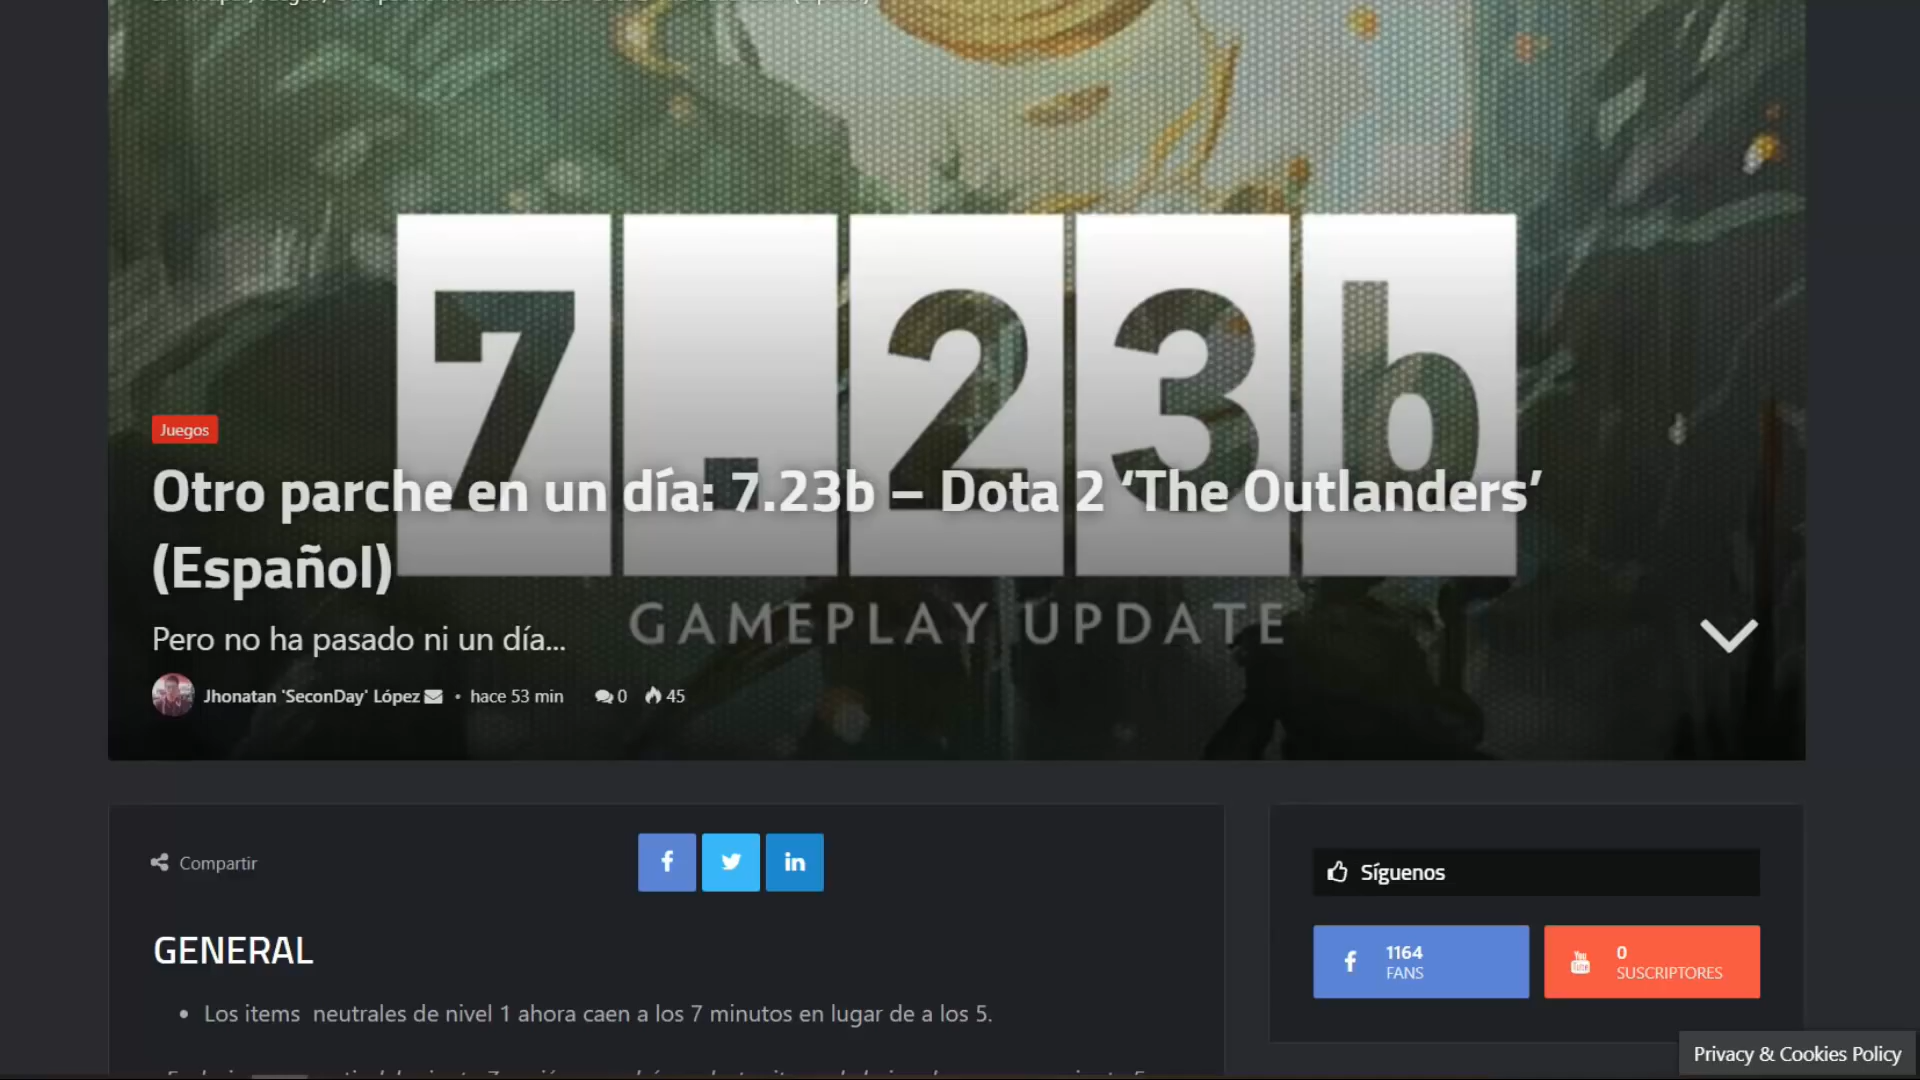 7.23b
GAMEPLAY UPDATE
Juegos
Otro parche en un día: 7.23b – Dota 2 ‘The Outlanders’
(Español)
Pero no ha pasado ni un día...
Jhonatan 'SeconDay' López • hace 53 min 0 45
Compartir
GENERAL
• Los items neutrales de nivel 1 ahora caen a los 7 minutos en lugar de a los 5.
Síguenos
1164
FANS
You Tube
0
SUSCRIPTORES
Privacy & Cookies Policy